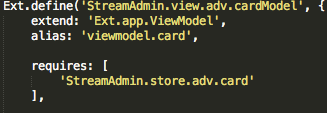 Ext.define('StreamAdmin.view.adv.cardModel', {
    extend: 'Ext.app.ViewModel',
    alias: 'viewmodel.card',

    requires: [
        'StreamAdmin.store.adv.card'
    ],